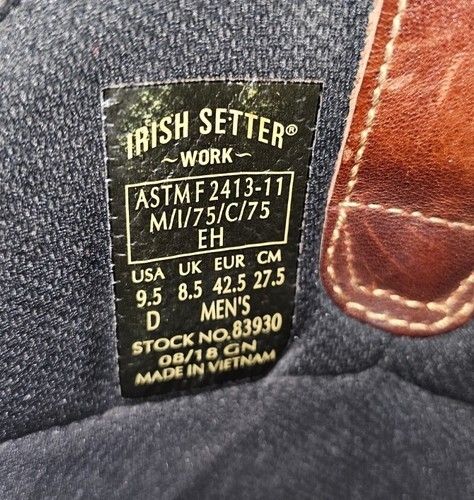 IRISH SETTER®
~WORK~
ASTM F 2413-11
M/I/75/C/75
EH
USA UK EUR CM
9.5 8.5 42.5 27.5
D MEN'S
STOCK NO.83930
08/18 GN
MADE IN VIETNAM